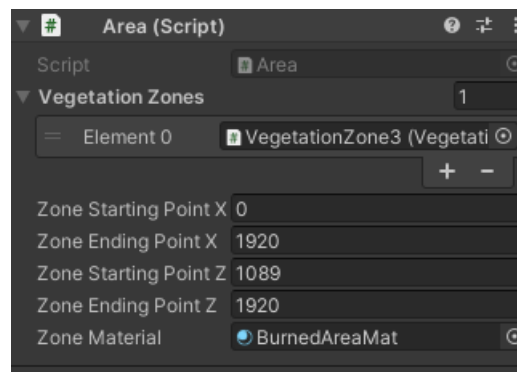 Area (Script)
Script Area
Vegetation Zones 1
Element 0 VegetationZone3 (Vegetati
Zone Starting Point X 0
Zone Ending Point X 1920
Zone Starting Point Z 1089
Zone Ending Point Z 1920
Zone Material BurnedAreaMat